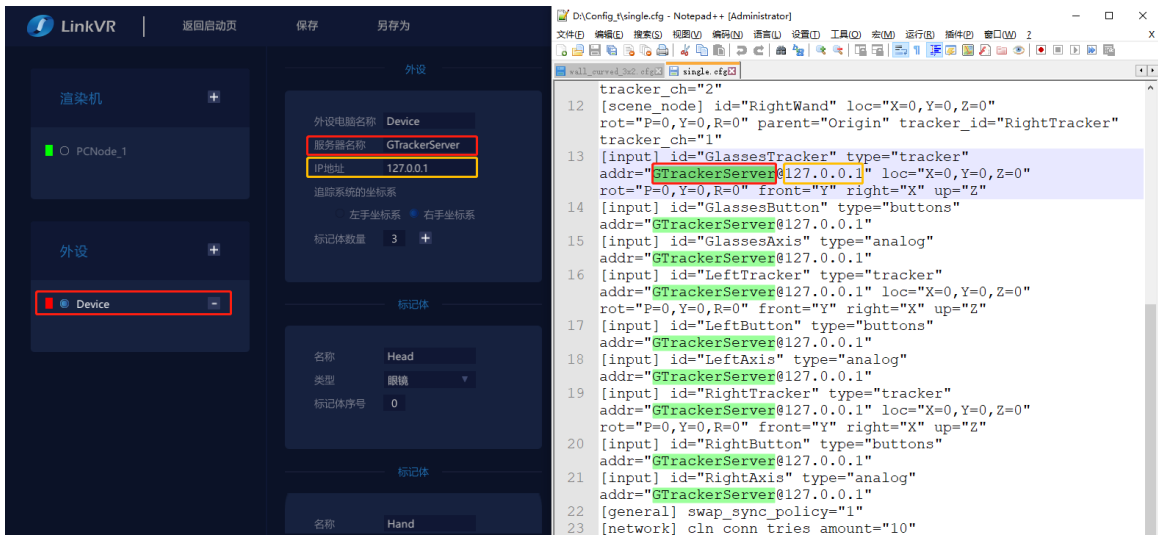 LinkVR
返回启动页
保存
另存为
渲染机
PCNode_1
外设
Device
外设
外设电脑名称 Device
服务器名称 GTrackerServer
IP地址 127.0.0.1
追踪系统的坐标系
左手坐标系 右手坐标系
标记体数量 3
标记体
名称 Head
类型 眼镜
标记体序号 0
标记体
名称 Hand
D:\Config_t\single.cfg - Notepad++ [Administrator]
文件(F) 编辑(E) 搜索(S) 视图(V) 编码(N) 语言(L) 设置(T) 工具(O) 宏(M) 运行(R) 插件(P) 窗口(W) ? X
wall_curved_2x2.cfg single.cfg
tracker_ch="2"
12 [scene_node] id="RightWand" loc="X=0,Y=0,Z=0"
rot="P=0,Y=0,R=0" parent="Origin" tracker_id="RightTracker"
tracker_ch="1"
13 [input] id="GlassesTracker" type="tracker"
addr="GTrackerServer@127.0.0.1" loc="X=0,Y=0,Z=0"
rot="P=0,Y=0,R=0" front="Y" right="X" up="Z"
14 [input] id="GlassesButton" type="buttons"
addr="GTrackerServer@127.0.0.1"
15 [input] id="GlassesAxis" type="analog"
addr="GTrackerServer@127.0.0.1"
16 [input] id="LeftTracker" type="tracker"
addr="GTrackerServer@127.0.0.1" loc="X=0,Y=0,Z=0"
rot="P=0,Y=0,R=0" front="Y" right="X" up="Z"
17 [input] id="LeftButton" type="buttons"
addr="GTrackerServer@127.0.0.1"
18 [input] id="LeftAxis" type="analog"
addr="GTrackerServer@127.0.0.1"
19 [input] id="RightTracker" type="tracker"
addr="GTrackerServer@127.0.0.1" loc="X=0,Y=0,Z=0"
rot="P=0,Y=0,R=0" front="Y" right="X" up="Z"
20 [input] id="RightButton" type="buttons"
addr="GTrackerServer@127.0.0.1"
21 [input] id="RightAxis" type="analog"
addr="GTrackerServer@127.0.0.1"
22 [general] swap_sync_policy="1"
23 [network] cln_conn_tries_amount="10"